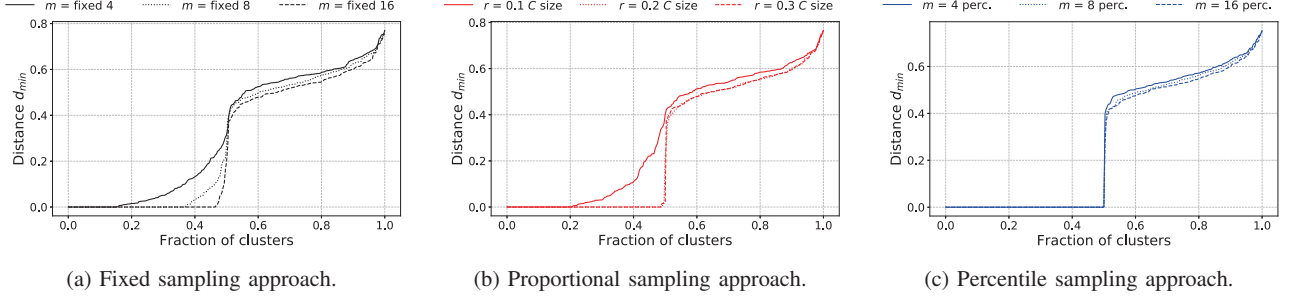 m = fixed 4 m = fixed 8 m = fixed 16
0.8
0.6
0.4
0.2
0.0
Distance d_min
0.0 0.2 0.4 0.6 0.8 1.0
Fraction of clusters
(a) Fixed sampling approach.
r = 0.1 C size r = 0.2 C size r = 0.3 C size
0.8
0.6
0.4
0.2
0.0
Distance d_min
0.0 0.2 0.4 0.6 0.8 1.0
Fraction of clusters
(b) Proportional sampling approach.
m = 4 perc. m = 8 perc. m = 16 perc.
0.6
0.4
0.2
0.0
Distance d_min
0.0 0.2 0.4 0.6 0.8 1.0
Fraction of clusters
(c) Percentile sampling approach.